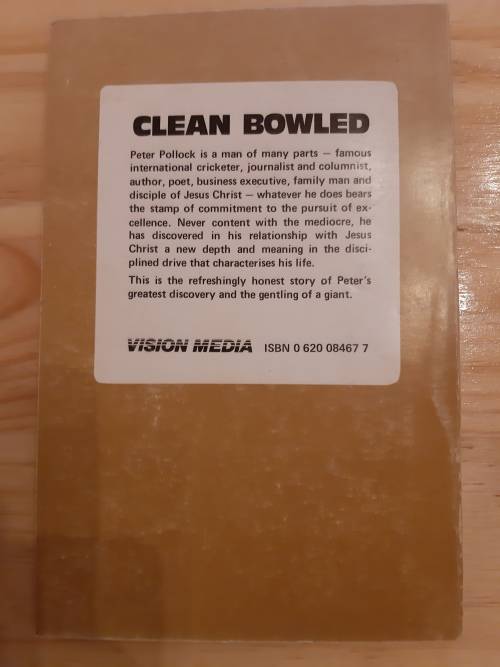 CLEAN BOWLED
Peter Pollock is a man of many parts — famous
international cricketer, journalist and columnist,
author, poet, business executive, family man and
disciple of Jesus Christ — whatever he does bears
the stamp of commitment to the pursuit of ex-
cellence. Never content with the mediocre, he
has discovered in his relationship with Jesus
Christ a new depth and meaning in the disci-
plined drive that characterises his life.
This is the refreshingly honest story of Peter's
greatest discovery and the gentling of a giant.
VISION MEDIA ISBN 0 620 08467 7